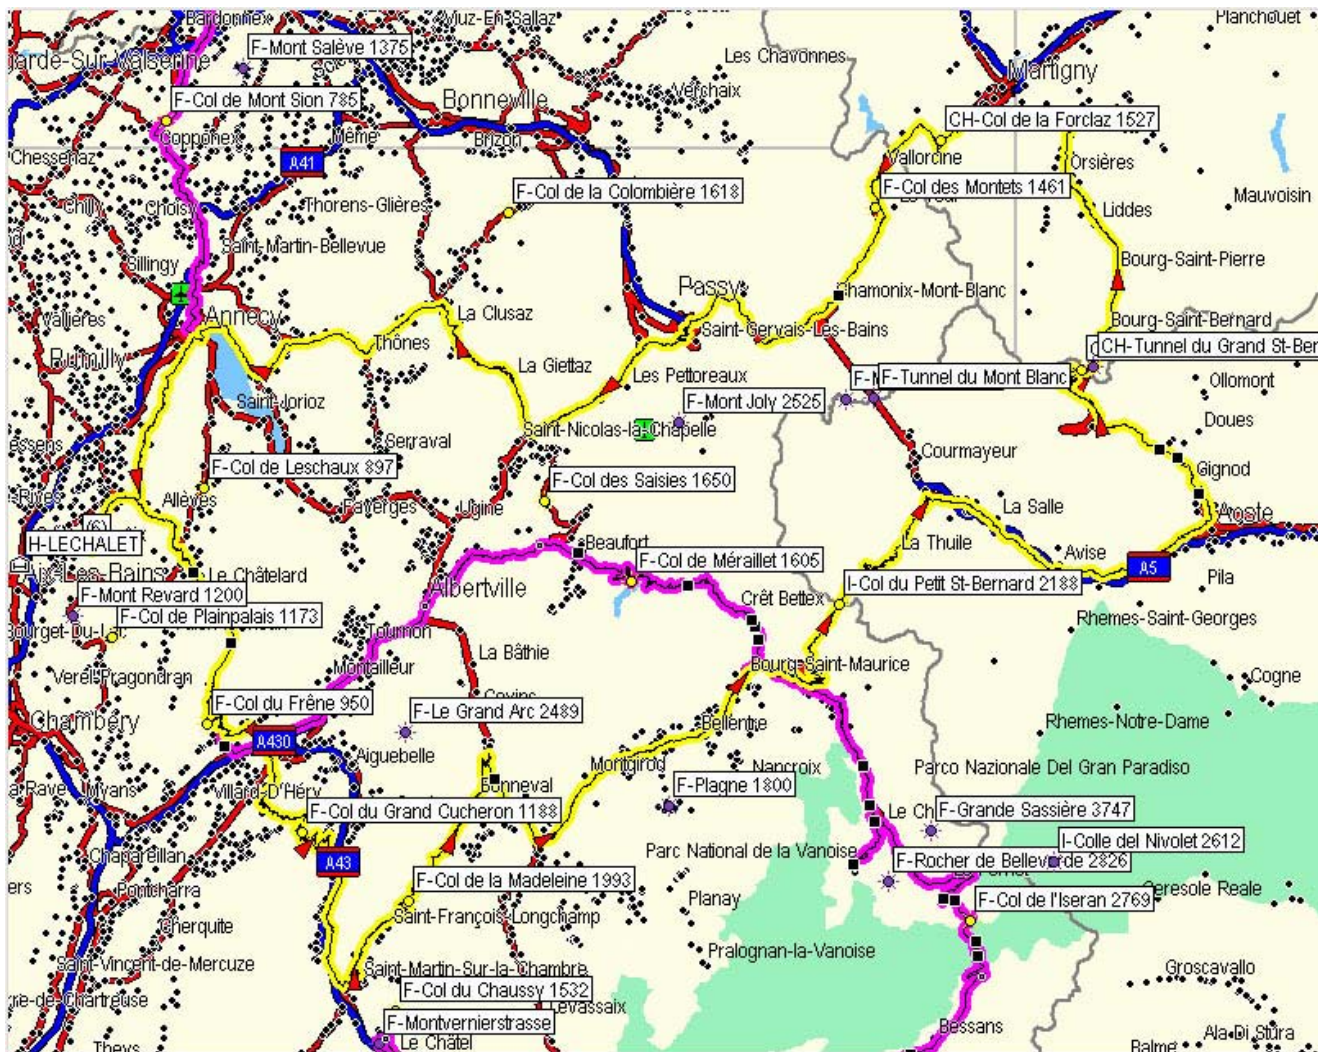 Bardonnex
Muz-En-Sallaz
Planchouet
F-Mont Salève 1375
Les Chavonnes
Martigny
Verchaix
Bonneville
F-Col de Mont Sion 785
CH-Col de la Forclaz 1527
Copponex
Brizon
Chessenaz
A41
Vallorcine
Orsières
F-Col de la Colombière 1618
F-Col des Montets 1461
Chilly
Choisy
Thorens-Glières
Liddes
Mauvoisin
Saint-Martin-Bellevue
Sillingy
Bourg-Saint-Pierre
Passy
Chamonix-Mont-Blanc
Annecy
La Clusaz
Vallières
Bourg-Saint-Bernard
Saint-Gervais-Les-Bains
Thônes
CH-Tunnel du Grand St-Ber
Rumilly
La Giettaz
Les Pettoreaux
F-Tunnel du Mont Blanc
Ollomont
Saint-Jorioz
F-Mont Joly 2525
Doues
Saint-Nicolas-la-Chapelle
Serraval
Courmayeur
F-Col de Leschaux 897
Gignod
F-Col des Saisies 1650
Allèves
Faverges
Ugine
La Salle
Aoste
H-LECHALET
Beaufort
La Thuile
Avise
F-Col de Méraillet 1605
A5
Le Châtelard
Pila
I-Col du Petit St-Bernard 2188
Albertville
F-Mont Revard 1200
Crêt Bettex
F-Col de Plainpalais 1173
Rhemes-Saint-Georges
Tournon
La Bâthie
Montailleur
Bourg-Saint-Maurice
Verel-Pragondran
Cogne
F-Col du Frêne 950
F-Le Grand Arc 2489
Chambéry
Bellentre
Rhemes-Notre-Dame
A430
Aiguebelle
Montgirod
Nancroix
Parco Nazionale Del Gran Paradiso
Myans
Villard-D'Héry
Bonneval
F-Plagne 1800
F-Col du Grand Cucheron 1188
F-Grande Sassière 3747
I-Colle del Nivolet 2612
Chapareillan
A43
Parc National de la Vanoise
F-Rocher de Bellevarde 2826
F-Col de la Madeleine 1993
Pontcharra
Planay
Ceresole Reale
F-Col de l'Iseran 2769
Saint-François-Longchamp
Cherquite
Pralognan-la-Vanoise
Saint-Vincent-de-Mercuze
Saint-Martin-Sur-la-Chambre
Groscavallo
F-Col du Chaussy 1532
F-Montvernierstrasse
Bessans
Le Châtel
Ala Di Stura
Theys
Balme